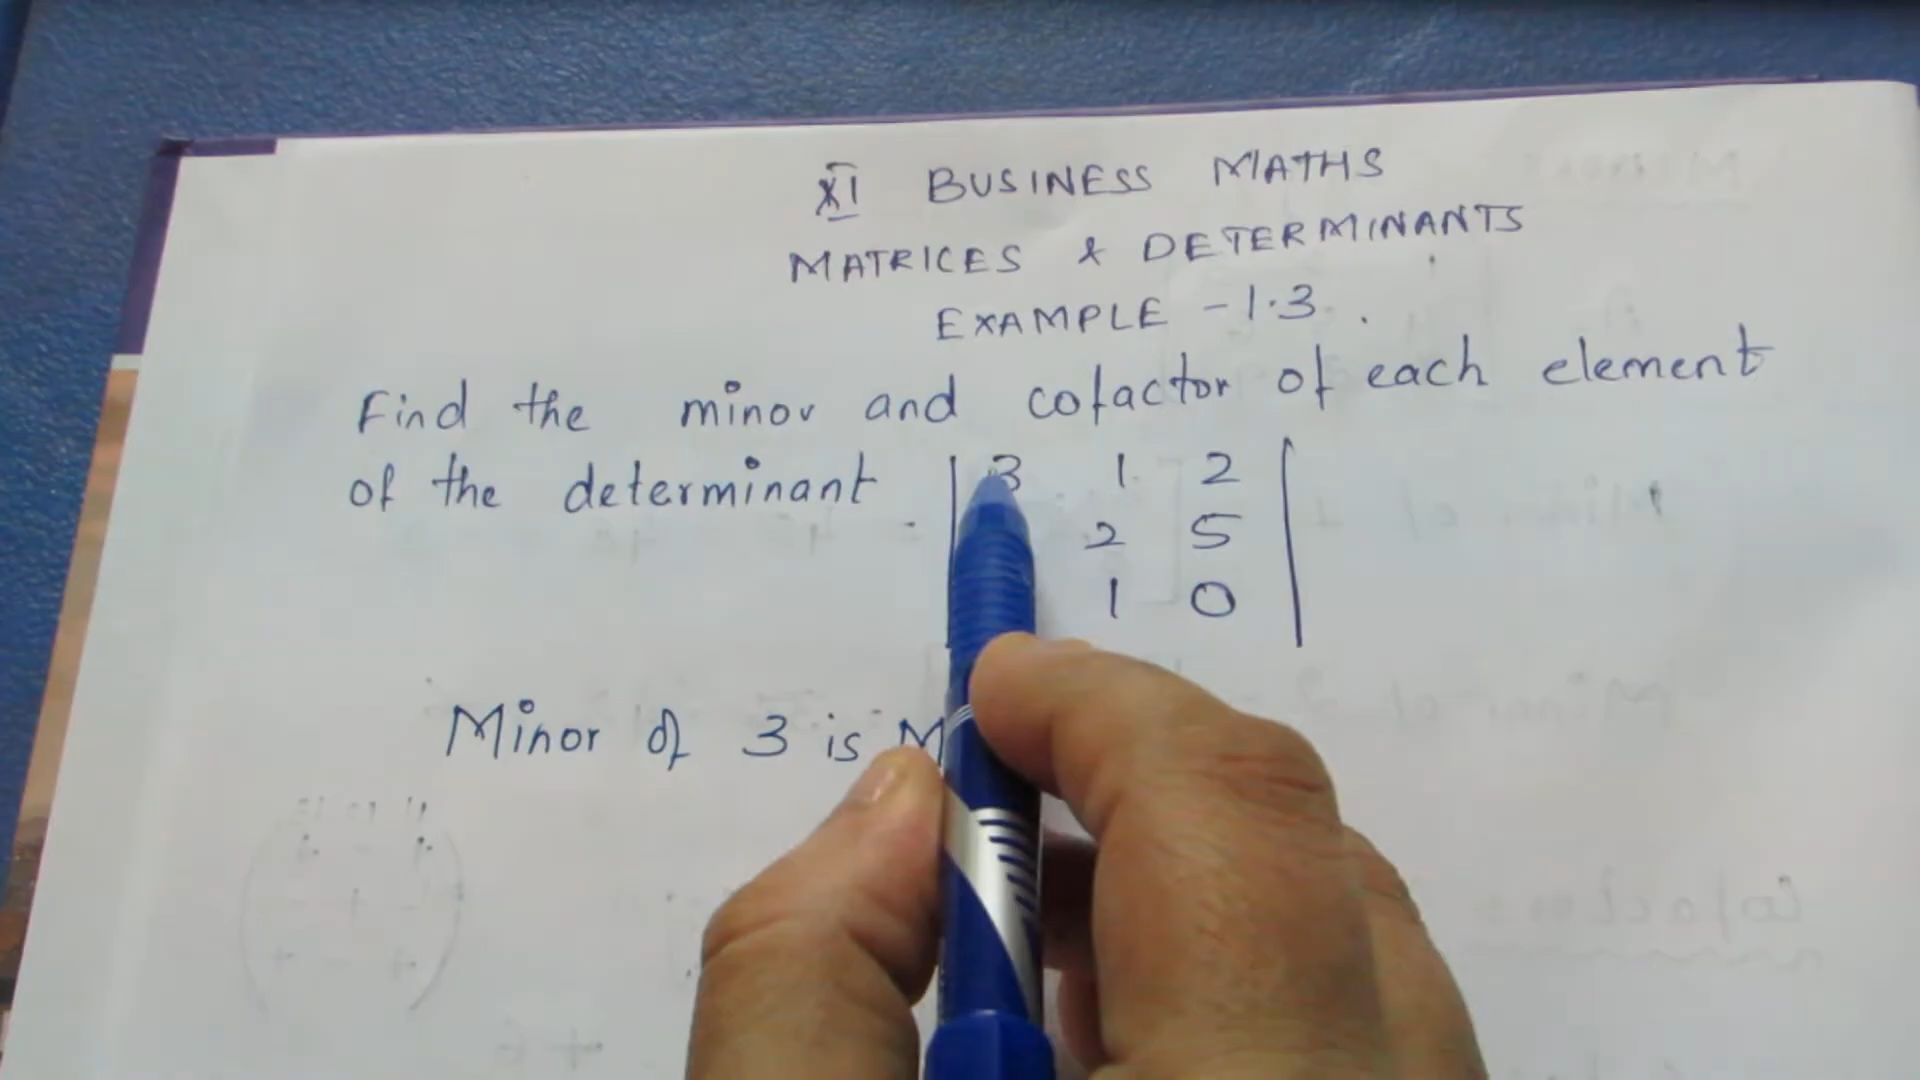 XI BUSINESS MATHS
MATRICES & DETERMINANTS
EXAMPLE - 1.3.
Find the minor and cofactor of each element
of the determinant | 3 1 2 |
2 5
1 0
Minor of 3 is M